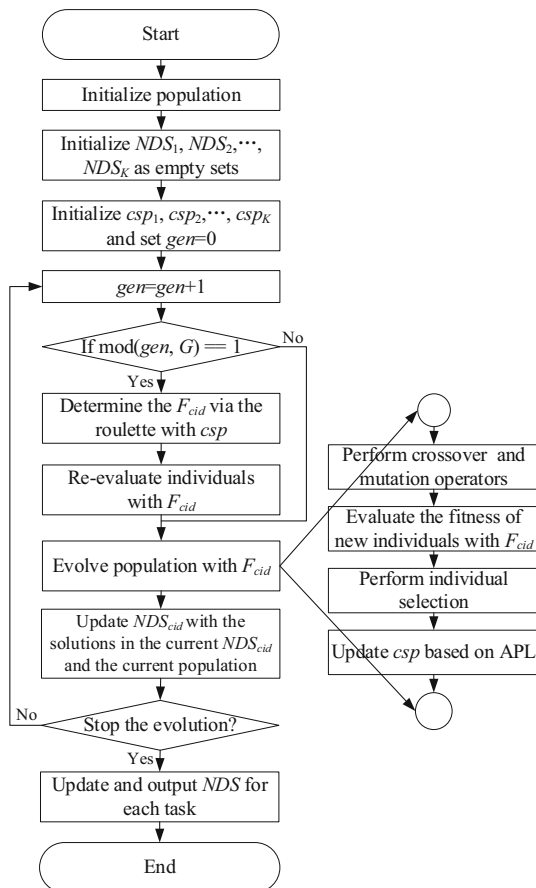 Start
Initialize population
Initialize NDS1, NDS2,⋯,
NDSK as empty sets
Initialize csp1, csp2,⋯, cspK
and set gen=0
gen=gen+1
If mod(gen, G) == 1
No
Yes
Determine the Fcid via the
roulette with csp
Re-evaluate individuals
with Fcid
Evolve population with Fcid
Update NDScid with the
solutions in the current NDScid
and the current population
No
Stop the evolution?
Yes
Update and output NDS for
each task
End
Perform crossover and
mutation operators
Evaluate the fitness of
new individuals with Fcid
Perform individual
selection
Update csp based on APL